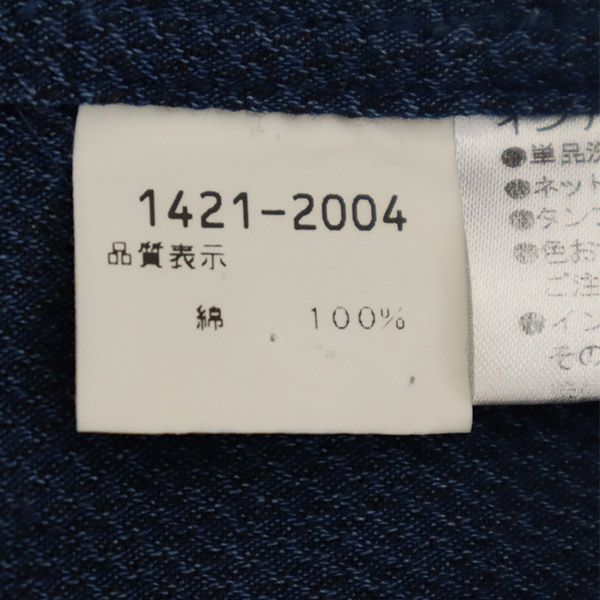 1421-2004
品質表示
綿 100%
●単品洗
●ネット
●タンブ
●色お
ご注
●イン
その